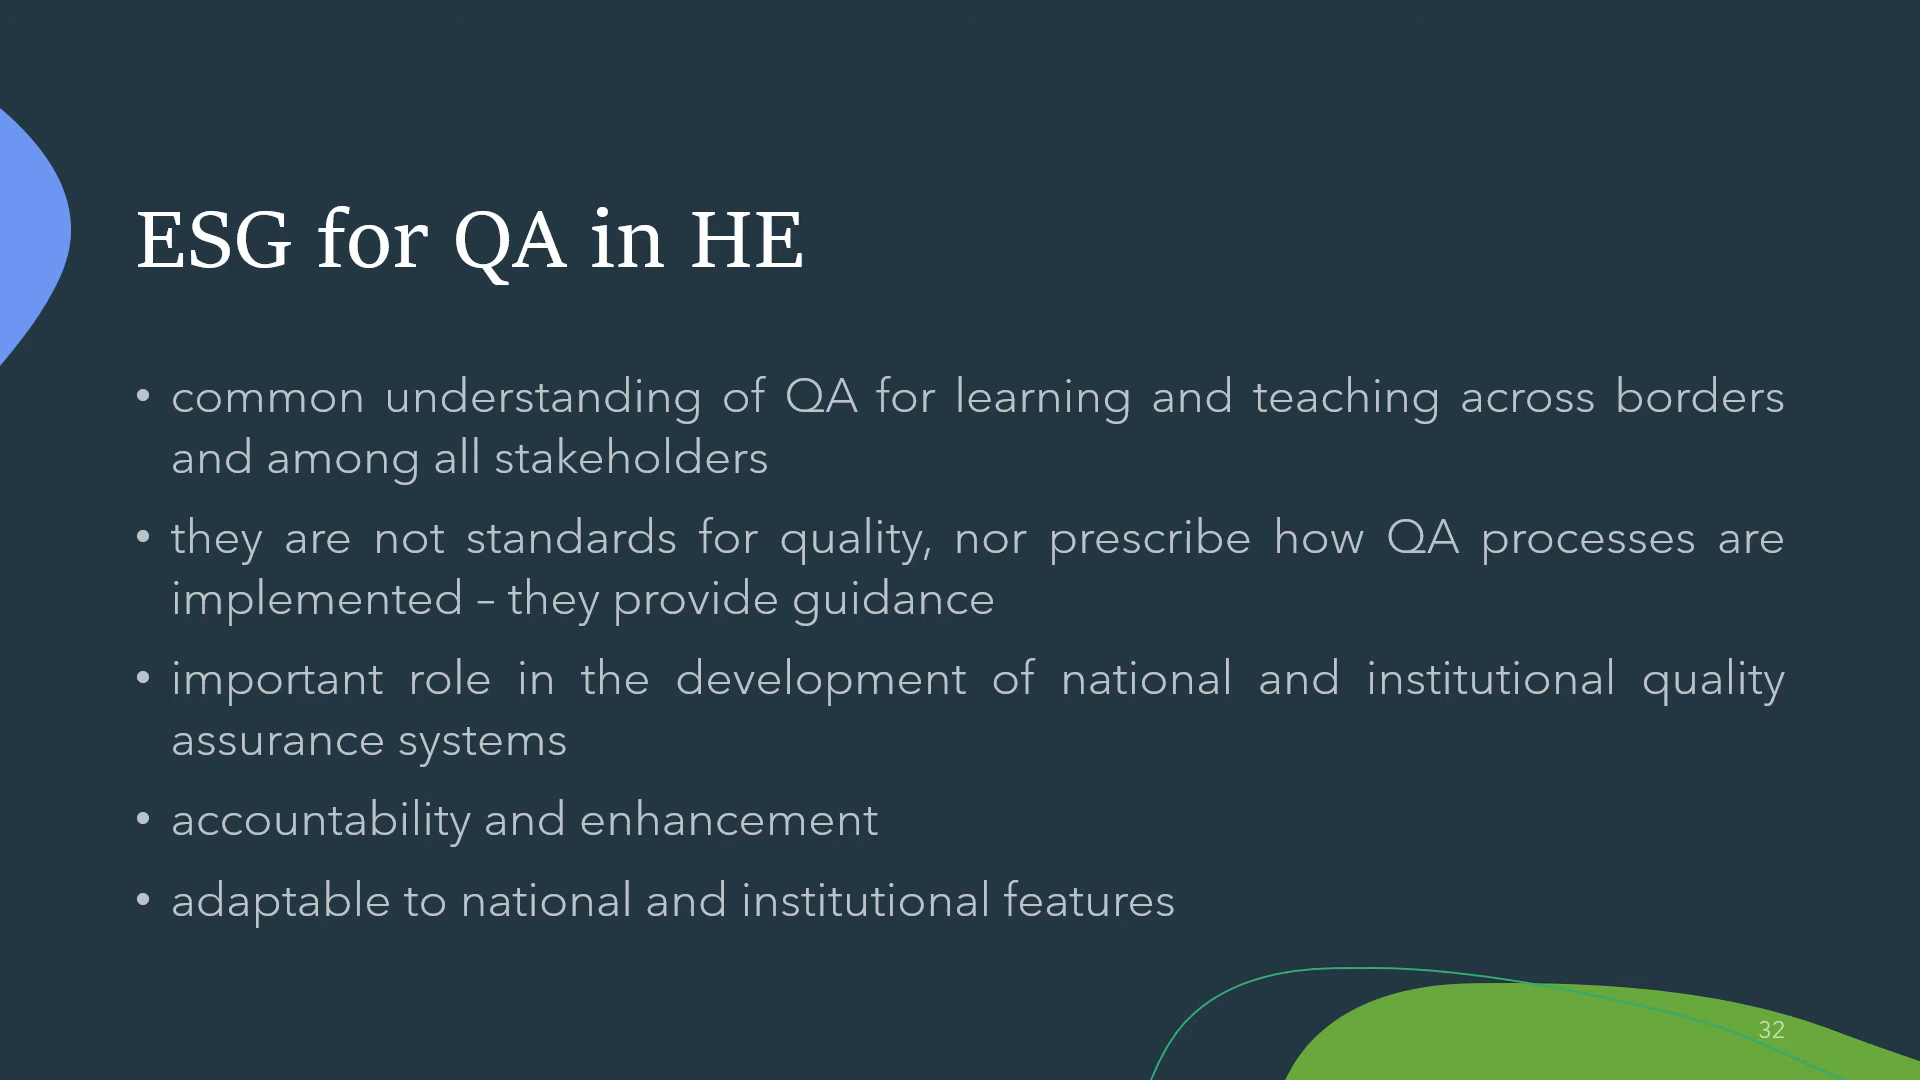 ESG for QA in HE
• common understanding of QA for learning and teaching across borders
and among all stakeholders
• they are not standards for quality, nor prescribe how QA processes are
implemented – they provide guidance
• important role in the development of national and institutional quality
assurance systems
• accountability and enhancement
• adaptable to national and institutional features
32